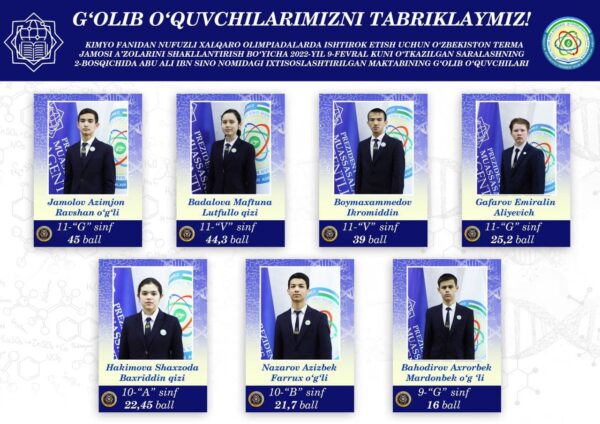 G‘OLIB O‘QUVCHILARIMIZNI TABRIKLAYMIZ!
KIMYO FANIDAN NUFUZLI XALQARO OLIMPIADALARDA ISHTIROK ETISH UCHUN O‘ZBEKISTON TERMA
JAMOSI A’ZOLARINI SHAKLLANTIRISH BO‘YICHA 2022-YIL 9-FEVRAL KUNI O‘TKAZILGAN SARALASHNING
2-BOSQICHIDA ABU ALI IBN SINO NOMIDAGI IXTISOSLASHTIRILGAN MAKTABINING G‘OLIB O‘QUVCHILARI
Jamolov Azimjon
Ravshan o‘g‘li
11-“G” sinf
45 ball
Badalova Maftuna
Lutfullo qizi
11-“V” sinf
44,3 ball
Boymaxammedov
Ikromiddin
11-“V” sinf
39 ball
Gafarov Emiralin
Aliyevich
11-“G” sinf
25,2 ball
Hakimova Shaxzoda
Baxriddin qizi
10-“A” sinf
22,45 ball
Nazarov Azizbek
Farrux o‘g‘li
10-“B” sinf
21,7 ball
Bahodirov Axrorbek
Mardonbek o‘g ‘li
9-“G” sinf
16 ball